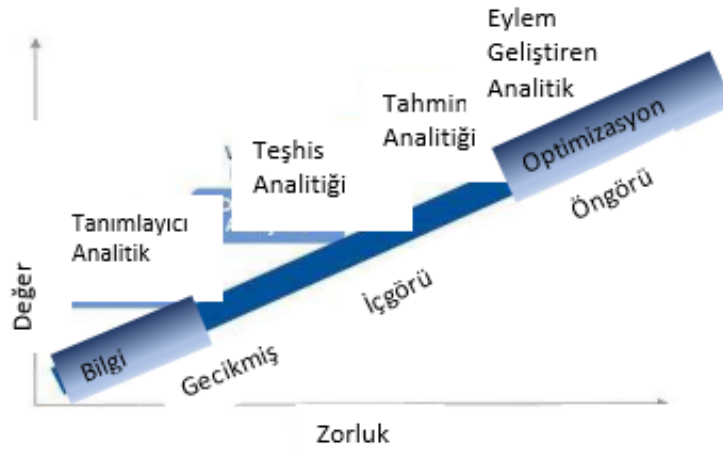 Eylem
Geliştiren
Analitik
Tahmin
Analitiği
Teşhis
Analitiği
Tanımlayıcı
Analitik
Optimizasyon
Öngörü
İçgörü
Gecikmiş
Bilgi
Değer
Zorluk